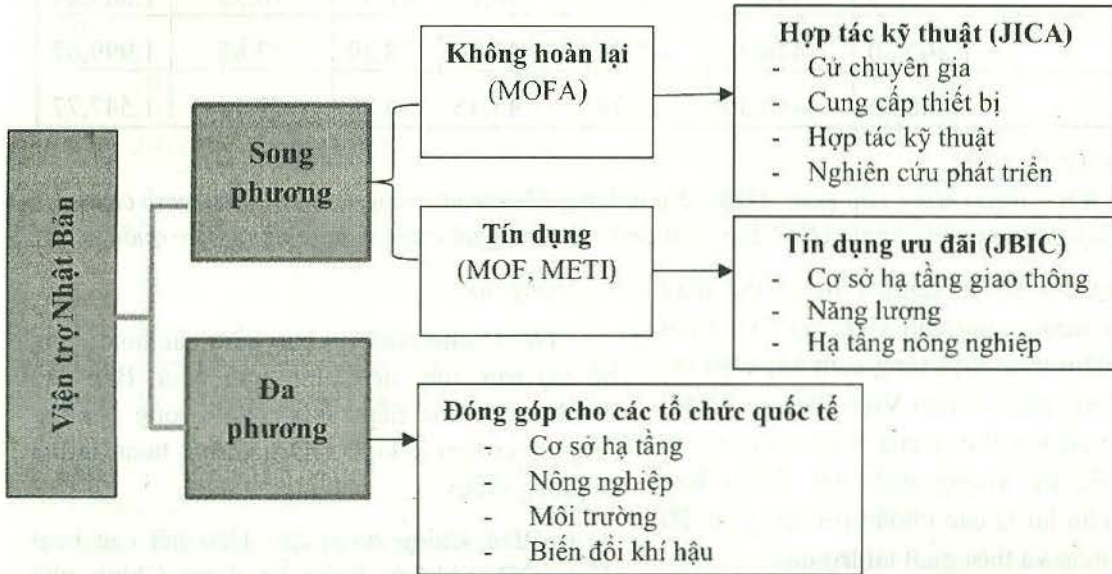 Viện trợ Nhật Bản
Song
phương
Không hoàn lại
(MOFA)
Hợp tác kỹ thuật (JICA)
- Cử chuyên gia
- Cung cấp thiết bị
- Hợp tác kỹ thuật
- Nghiên cứu phát triển
Tín dụng
(MOF, METI)
Tín dụng ưu đãi (JBIC)
- Cơ sở hạ tầng giao thông
- Năng lượng
- Hạ tầng nông nghiệp
Đa
phương
Đóng góp cho các tổ chức quốc tế
- Cơ sở hạ tầng
- Nông nghiệp
- Môi trường
- Biến đổi khí hậu